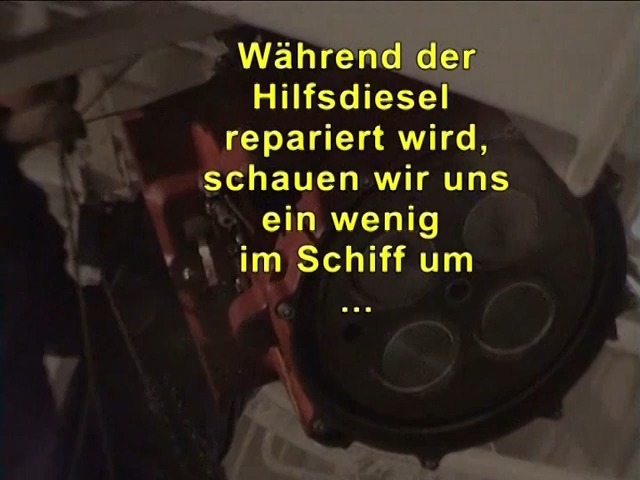 Während der
Hilfsdiesel
repariert wird,
schauen wir uns
ein wenig
im Schiff um
...